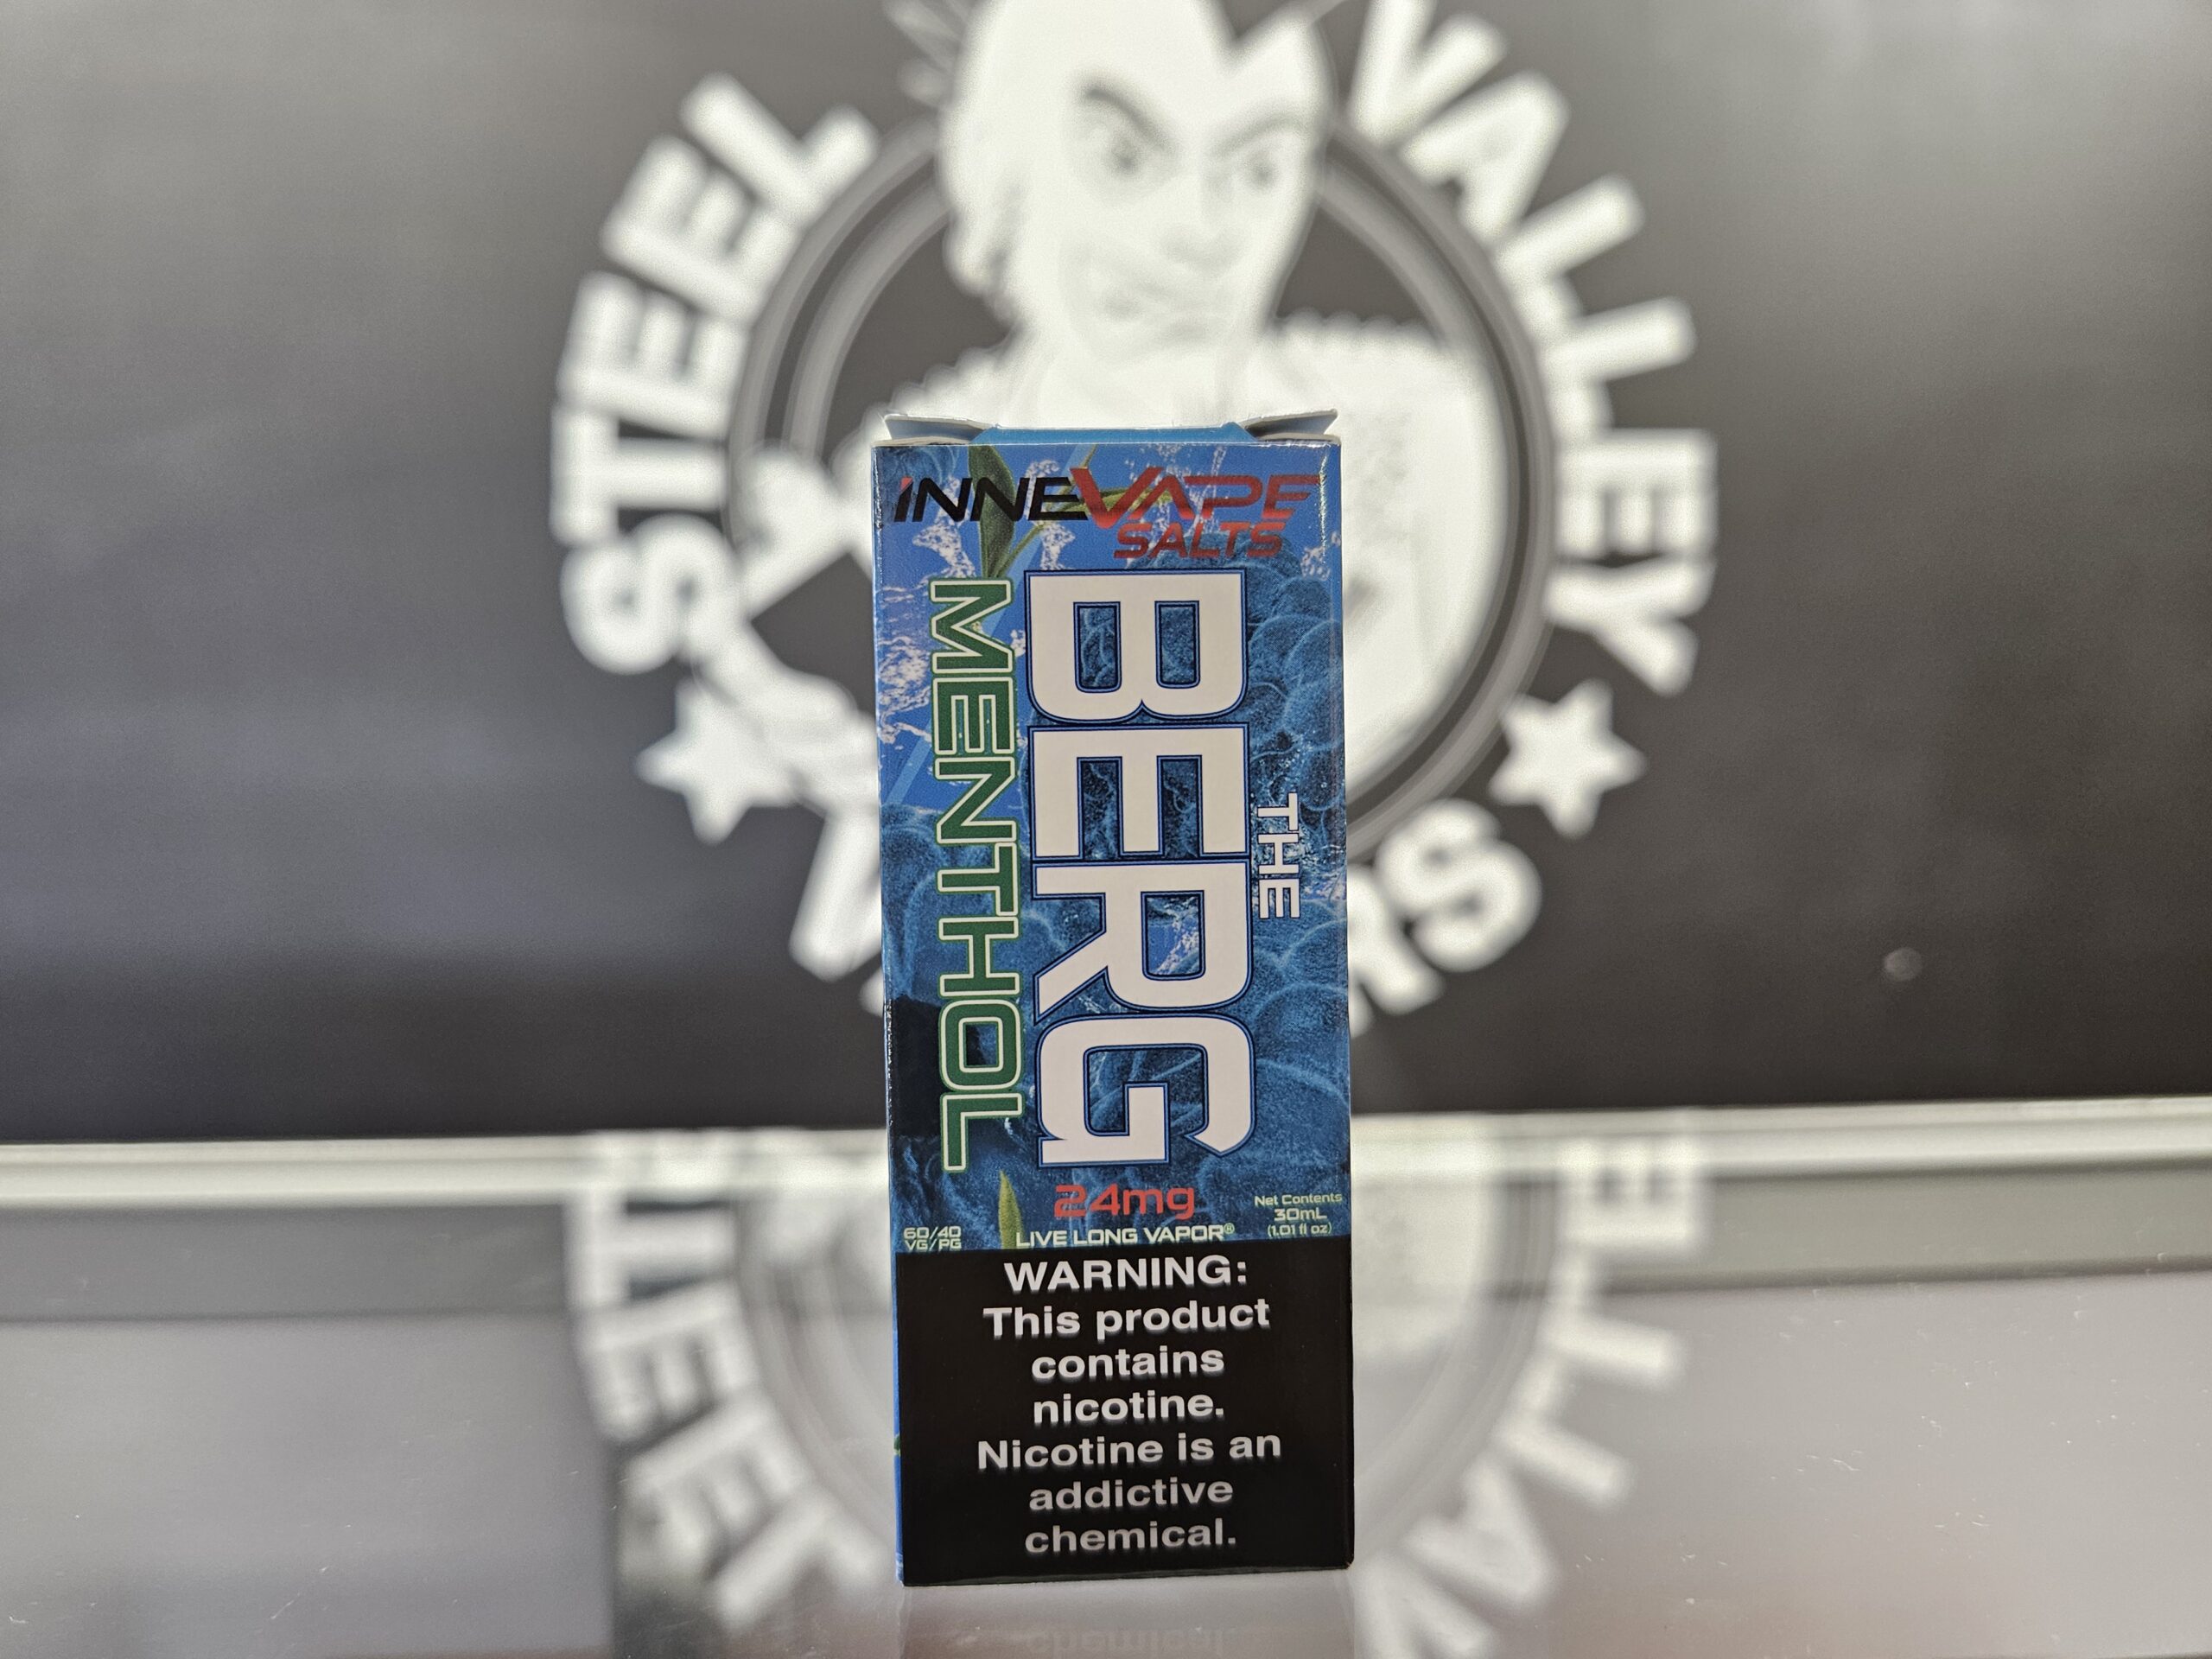 STEEL VALLEY
INNEVAPE
SALTS
THE
BERG
MENTHOL
24mg
Net Contents
30mL
(1.01 fl oz)
60/40
VG/PG
LIVE LONG VAPOR®
WARNING:
This product
contains
nicotine.
Nicotine is an
addictive
chemical.